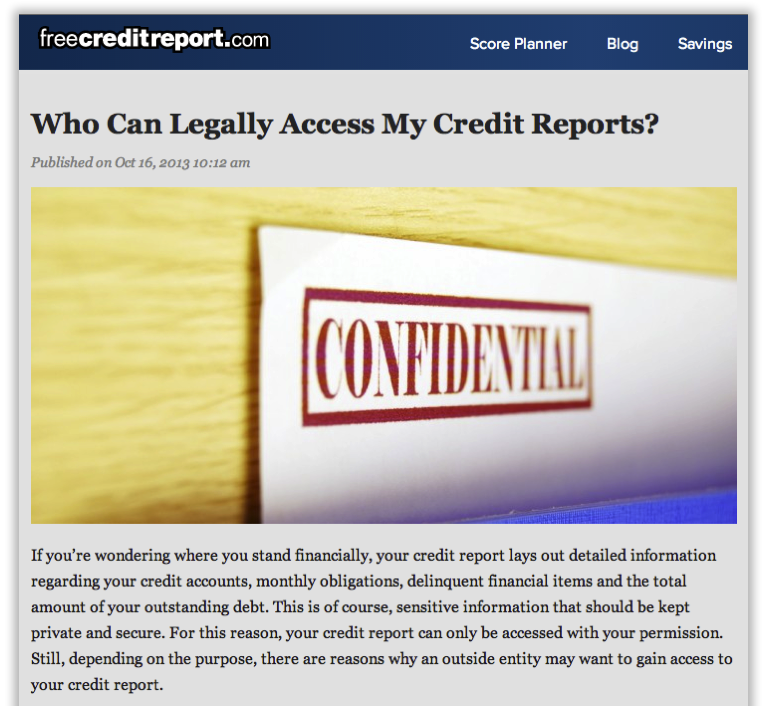 freecreditreport.com
Score Planner Blog Savings
Who Can Legally Access My Credit Reports?
Published on Oct 16, 2013 10:12 am
CONFIDENTIAL
If you’re wondering where you stand financially, your credit report lays out detailed information
regarding your credit accounts, monthly obligations, delinquent financial items and the total
amount of your outstanding debt. This is of course, sensitive information that should be kept
private and secure. For this reason, your credit report can only be accessed with your permission.
Still, depending on the purpose, there are reasons why an outside entity may want to gain access to
your credit report.